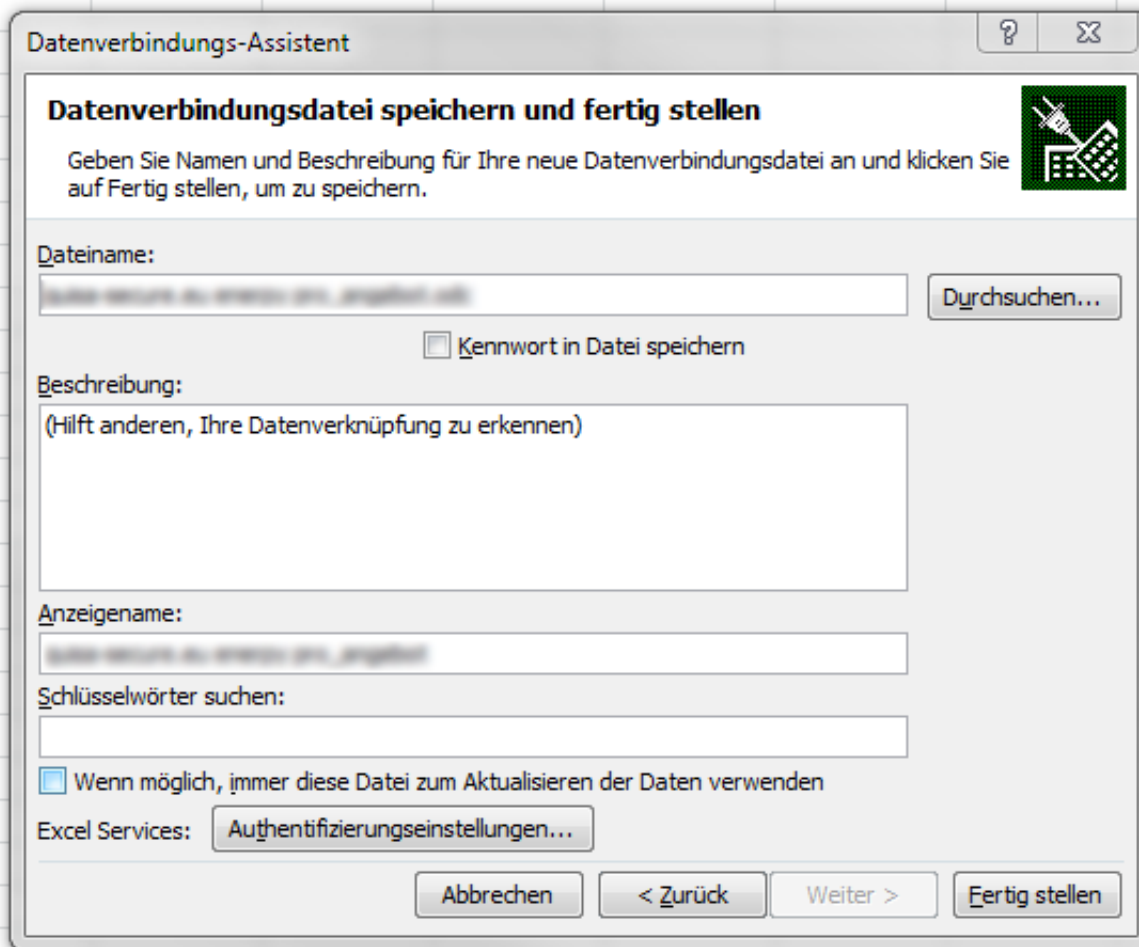 Datenverbindungs-Assistent
Datenverbindungsdatei speichern und fertig stellen
Geben Sie Namen und Beschreibung für Ihre neue Datenverbindungsdatei an und klicken Sie
auf Fertig stellen, um zu speichern.
Dateiname:
Durchsuchen...
Kennwort in Datei speichern
Beschreibung:
(Hilft anderen, Ihre Datenverknüpfung zu erkennen)
Anzeigename:
Schlüsselwörter suchen:
Wenn möglich, immer diese Datei zum Aktualisieren der Daten verwenden
Excel Services: Authentifizierungseinstellungen...
Abbrechen < Zurück Weiter > Fertig stellen